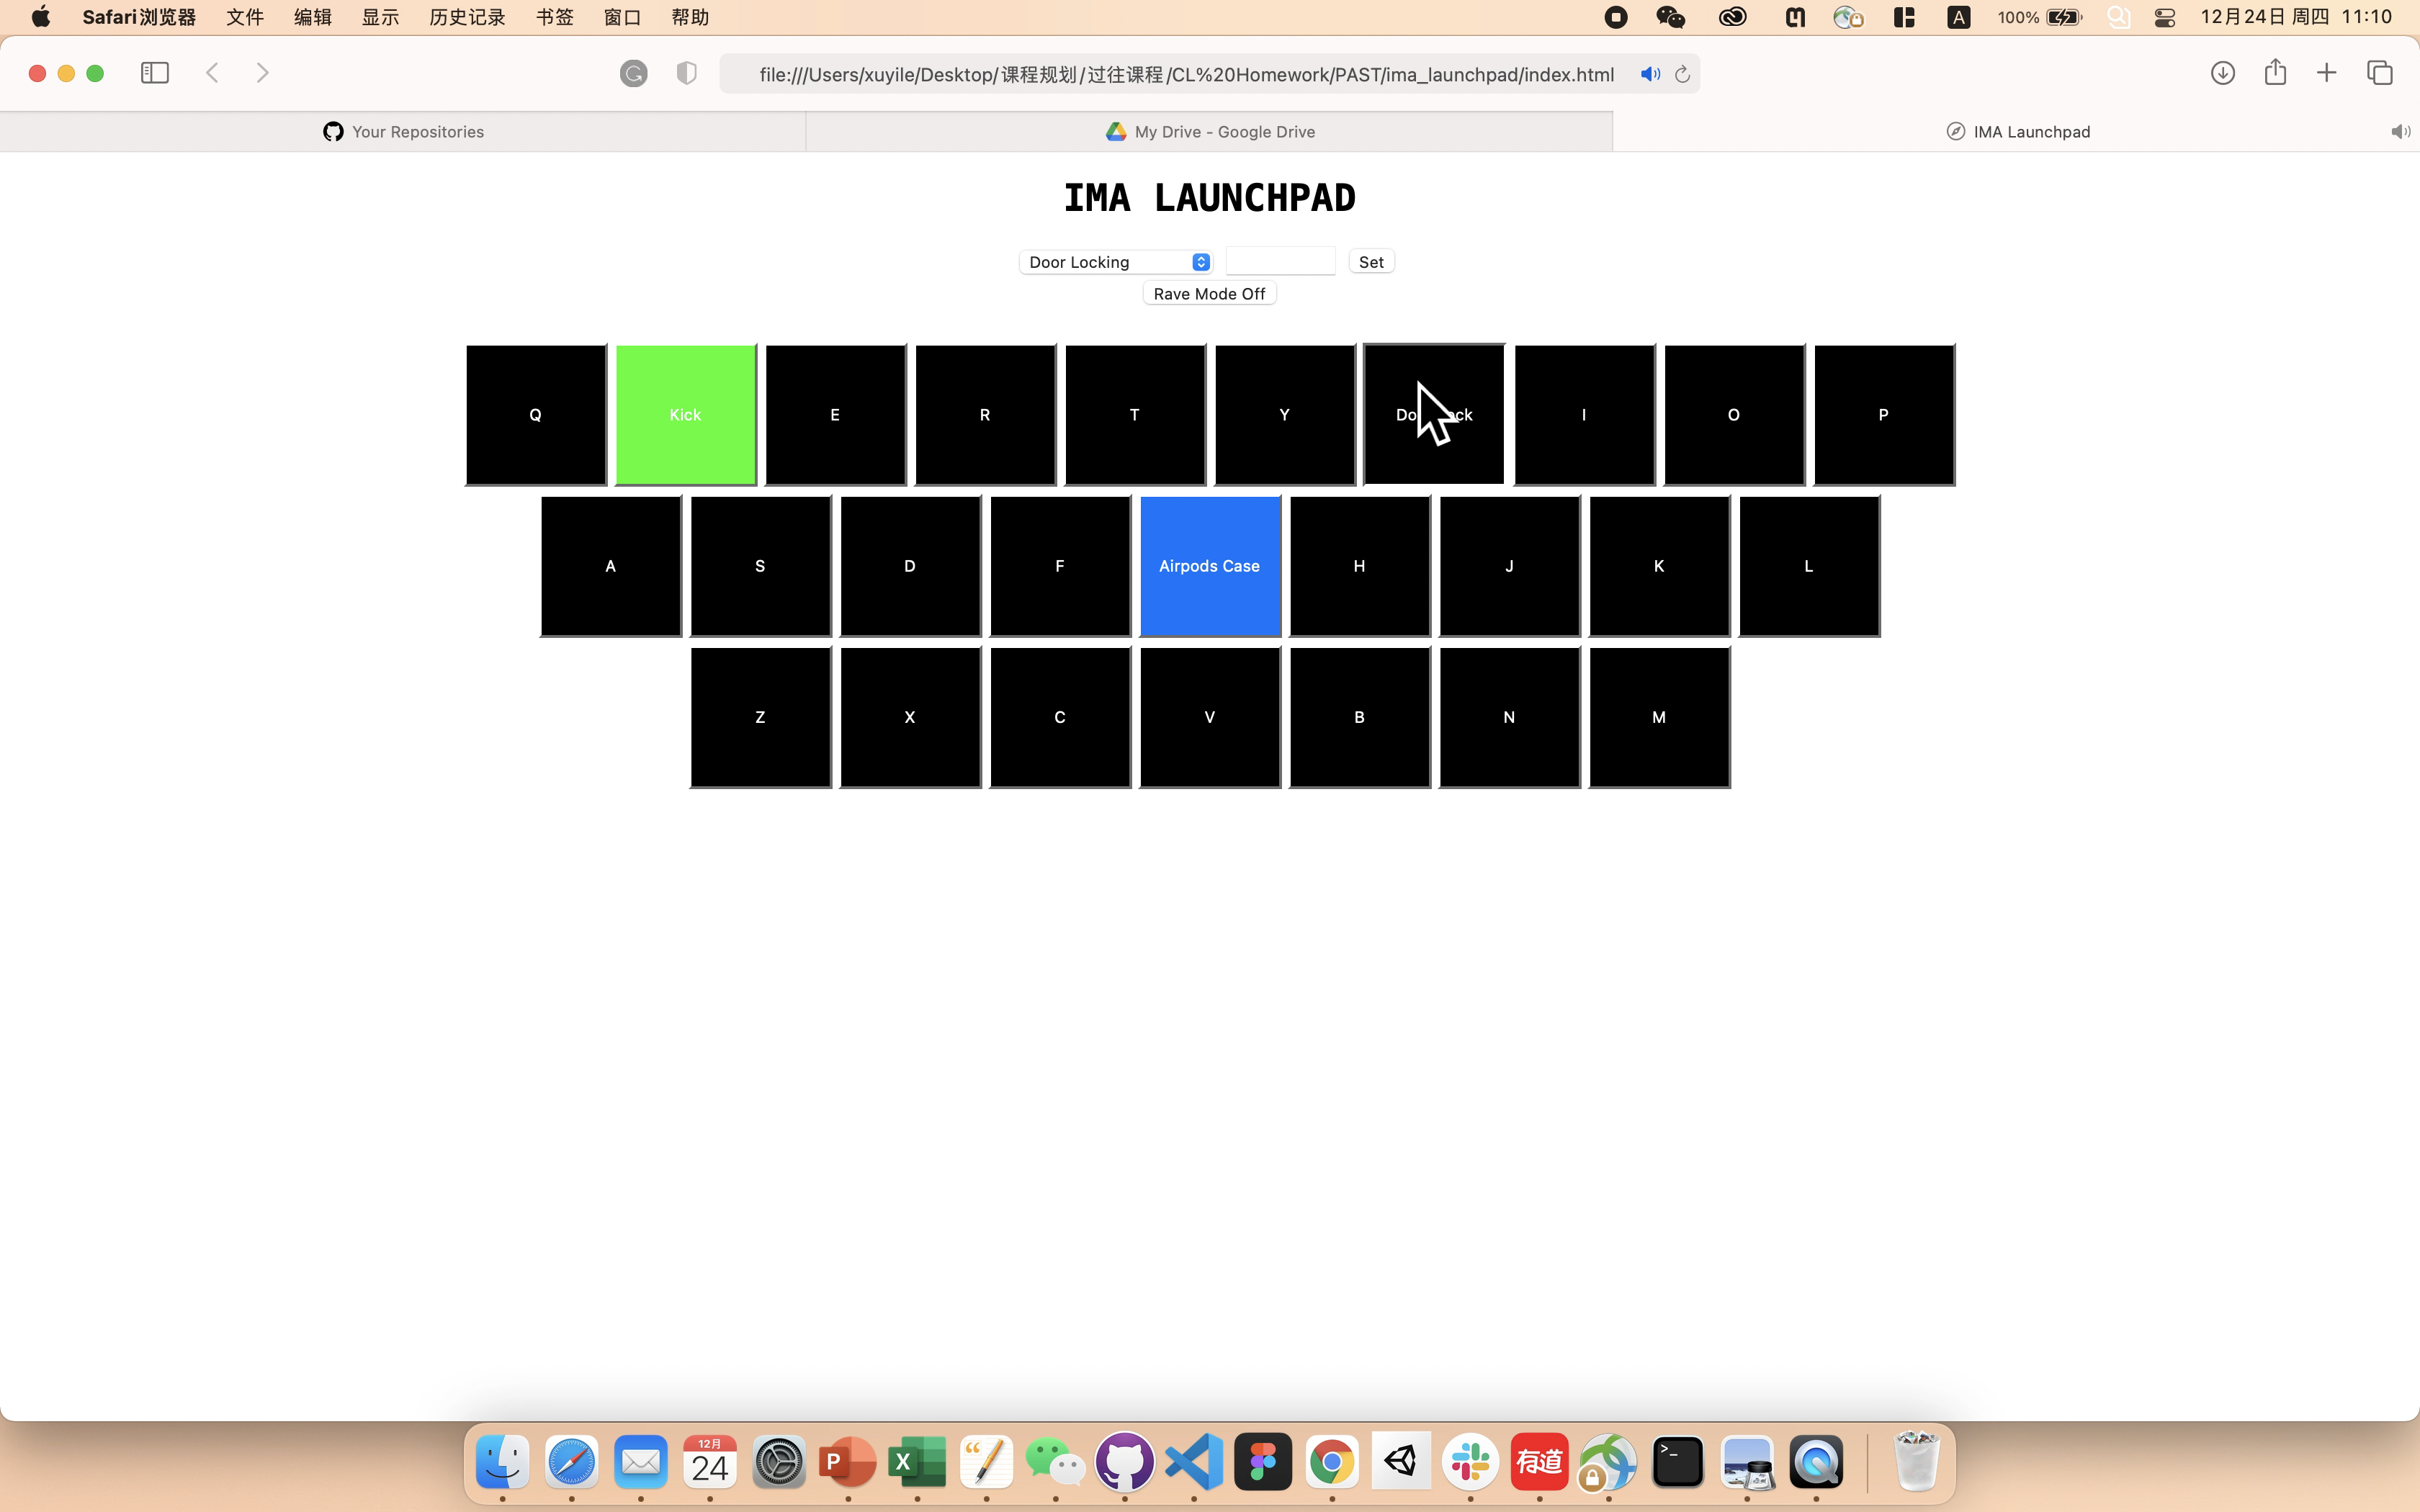 Safari浏览器 文件 编辑 显示 历史记录 书签 窗口 帮助 A 100% 12月24日 周四 11:10
file:///Users/xuyile/Desktop/课程规划/过往课程/CL%20Homework/PAST/ima_launchpad/index.html
Your Repositories My Drive - Google Drive IMA Launchpad
IMA LAUNCHPAD
Door Locking Set
Rave Mode Off
Q Kick E R T Y I O P
A S D F Airpods Case H J K L
Z X C V B N M
12月
24
P X 有道 >_